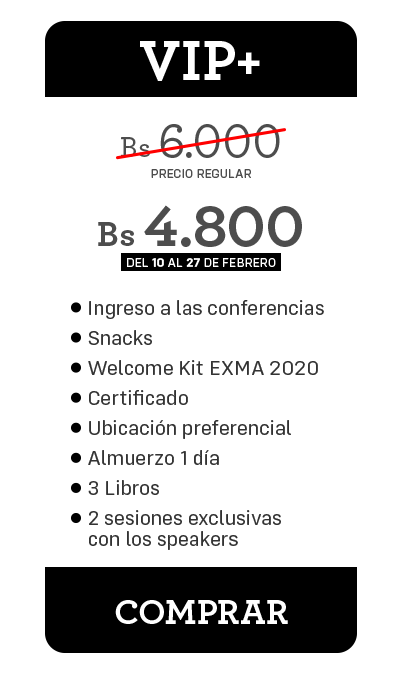 VIP+
Bs 6.000
PRECIO REGULAR
Bs 4.800
DEL 10 AL 27 DE FEBRERO
Ingreso a las conferencias
Snacks
Welcome Kit EXMA 2020
Certificado
Ubicación preferencial
Almuerzo 1 día
3 Libros
2 sesiones exclusivas
con los speakers
COMPRAR